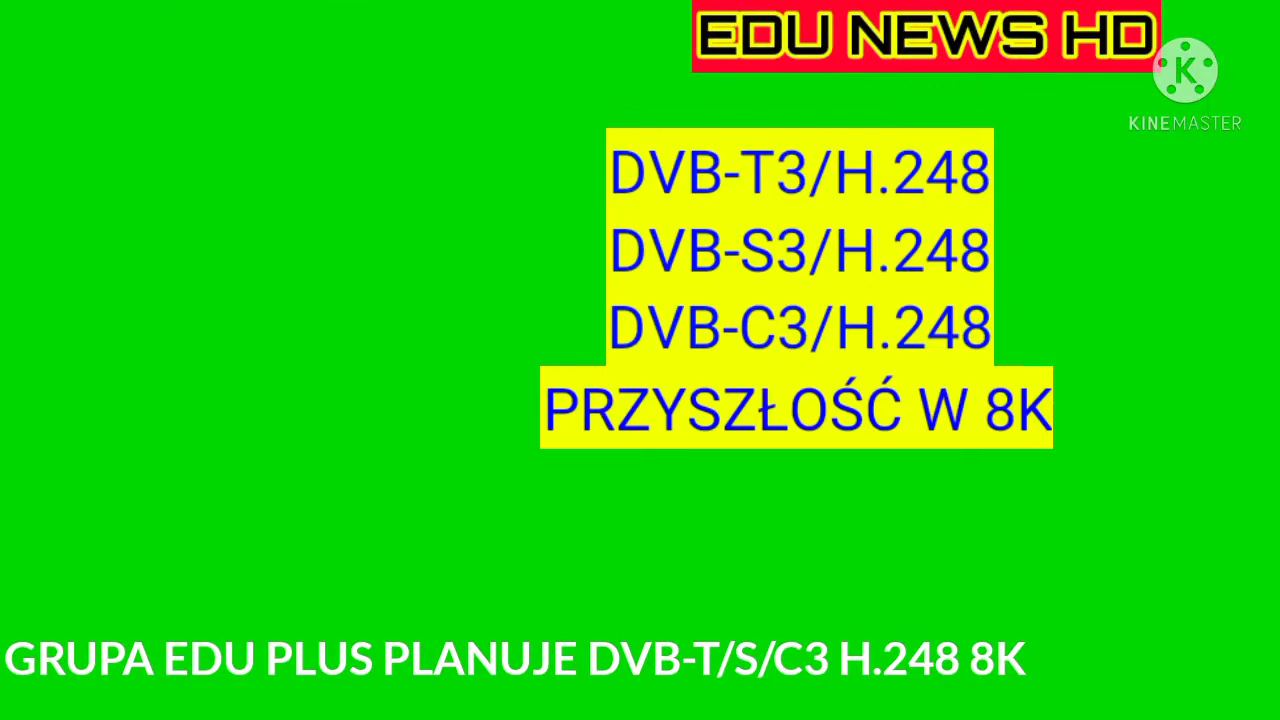 EDU NEWS HD
KINEMASTER
DVB-T3/H.248
DVB-S3/H.248
DVB-C3/H.248
PRZYSZŁOŚĆ W 8K
GRUPA EDU PLUS PLANUJE DVB-T/S/C3 H.248 8K